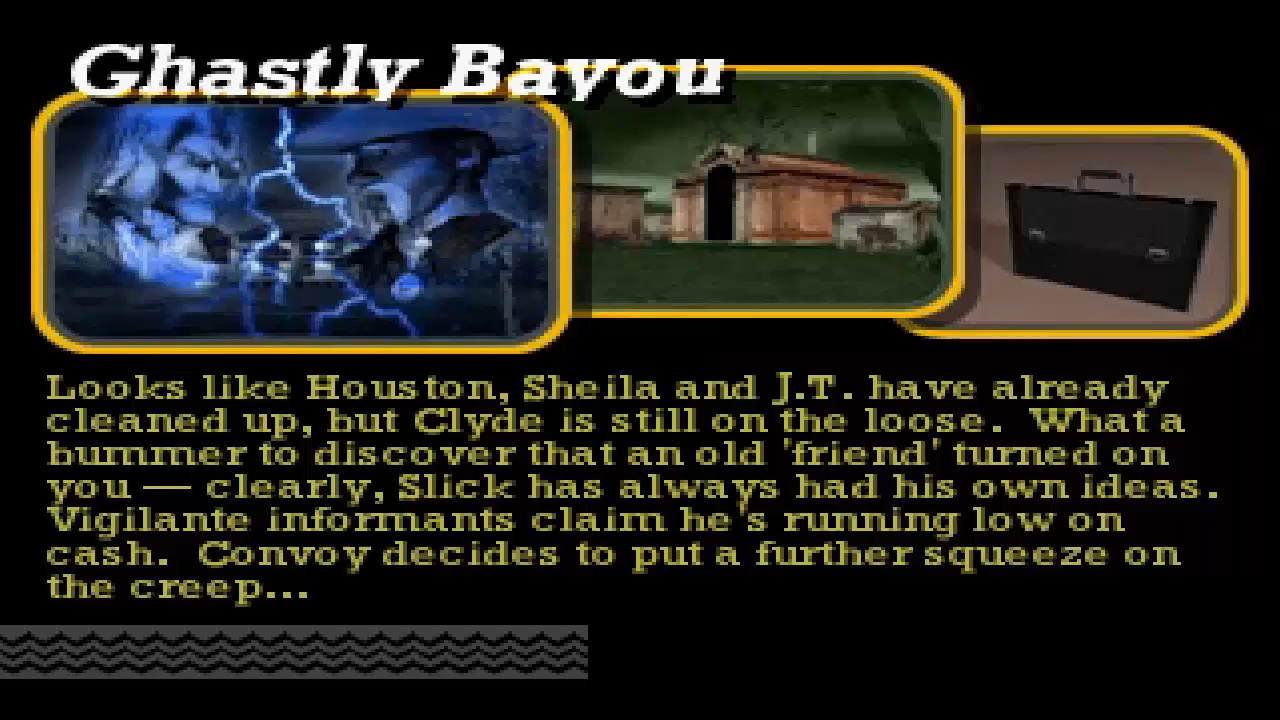 Ghastly Bayou
Looks like Houston, Sheila and J.T. have already
cleaned up, but Clyde is still on the loose. What a
bummer to discover that an old 'friend' turned on
you — clearly, Slick has always had his own ideas.
Vigilante informants claim he's running low on
cash. Convoy decides to put a further squeeze on
the creep...